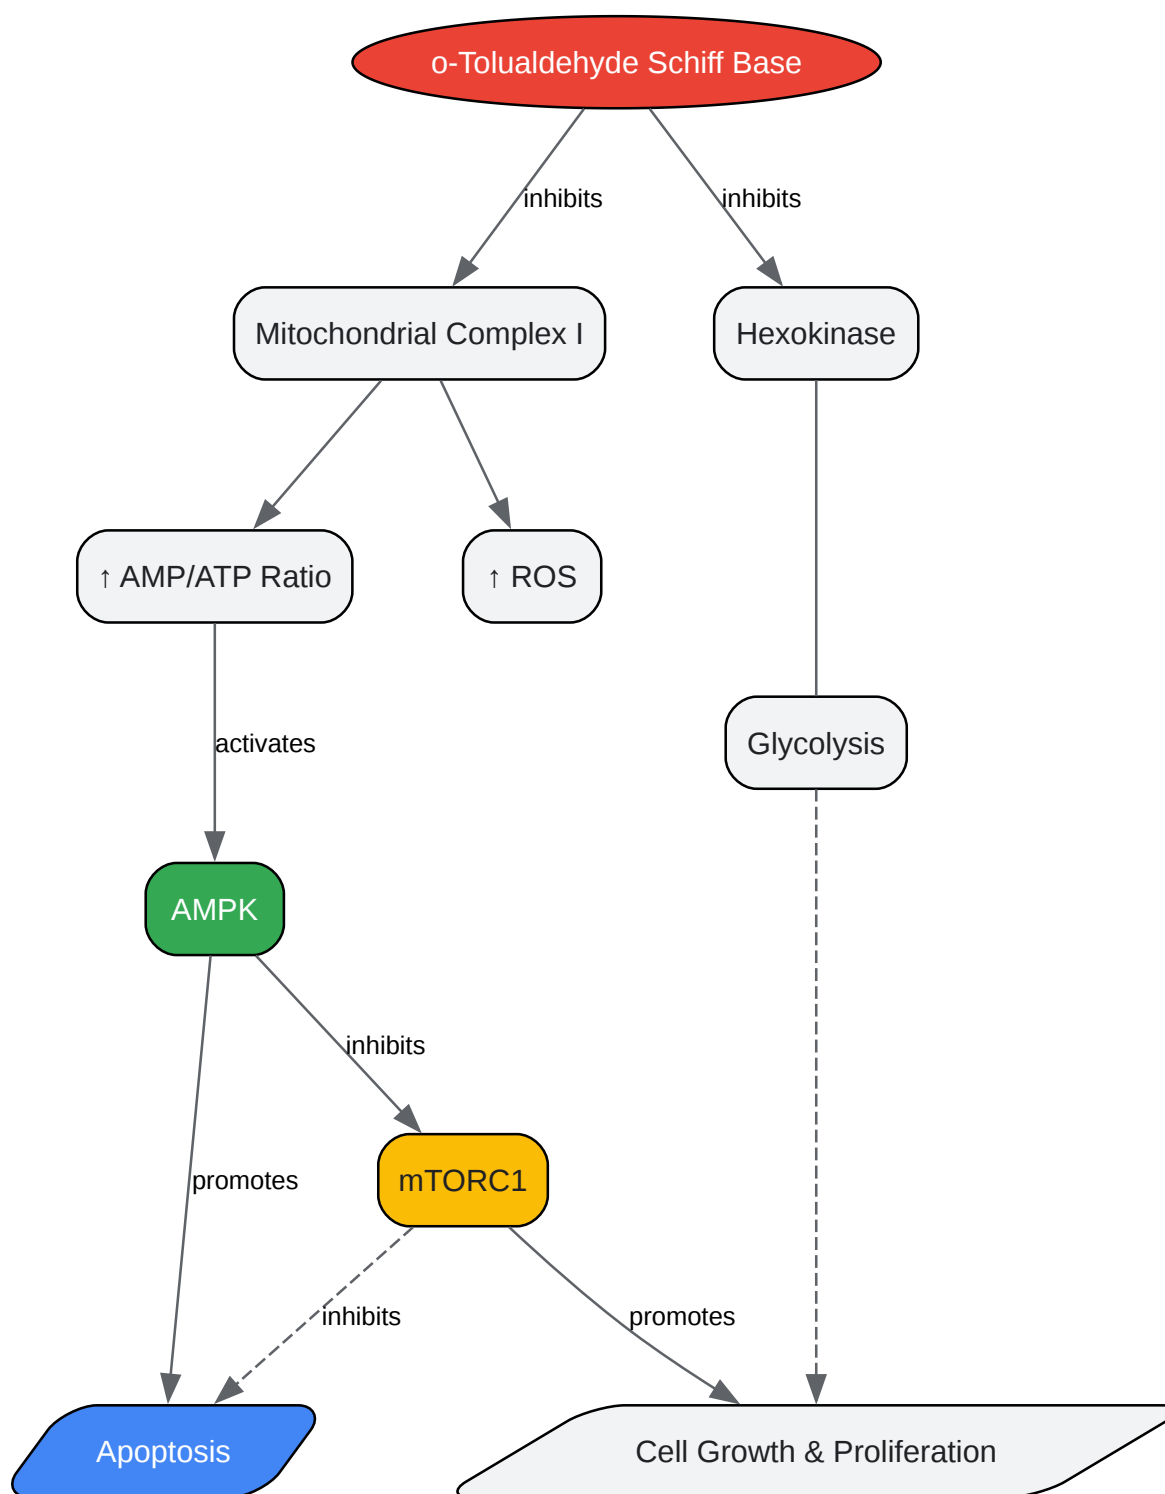 o-Tolualdehyde Schiff Base
inhibits
inhibits
Mitochondrial Complex I
Hexokinase
↑ AMP/ATP Ratio
↑ ROS
activates
Glycolysis
AMPK
inhibits
promotes
mTORC1
inhibits
promotes
Apoptosis
Cell Growth & Proliferation